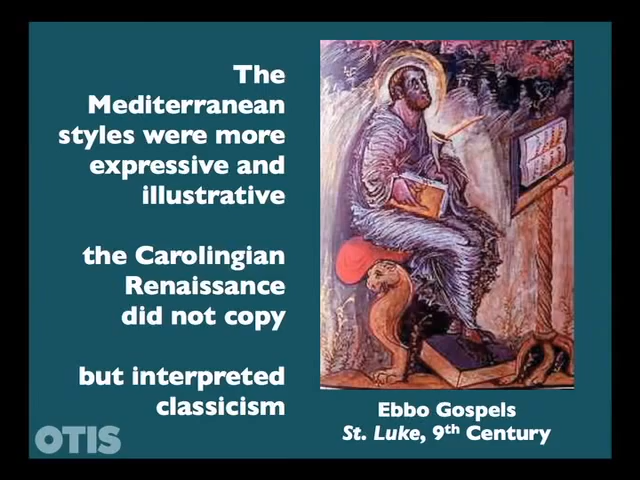 The
Mediterranean
styles were more
expressive and
illustrative
the Carolingian
Renaissance
did not copy
but interpreted
classicism
Ebbo Gospels
St. Luke, 9th Century
OTIS